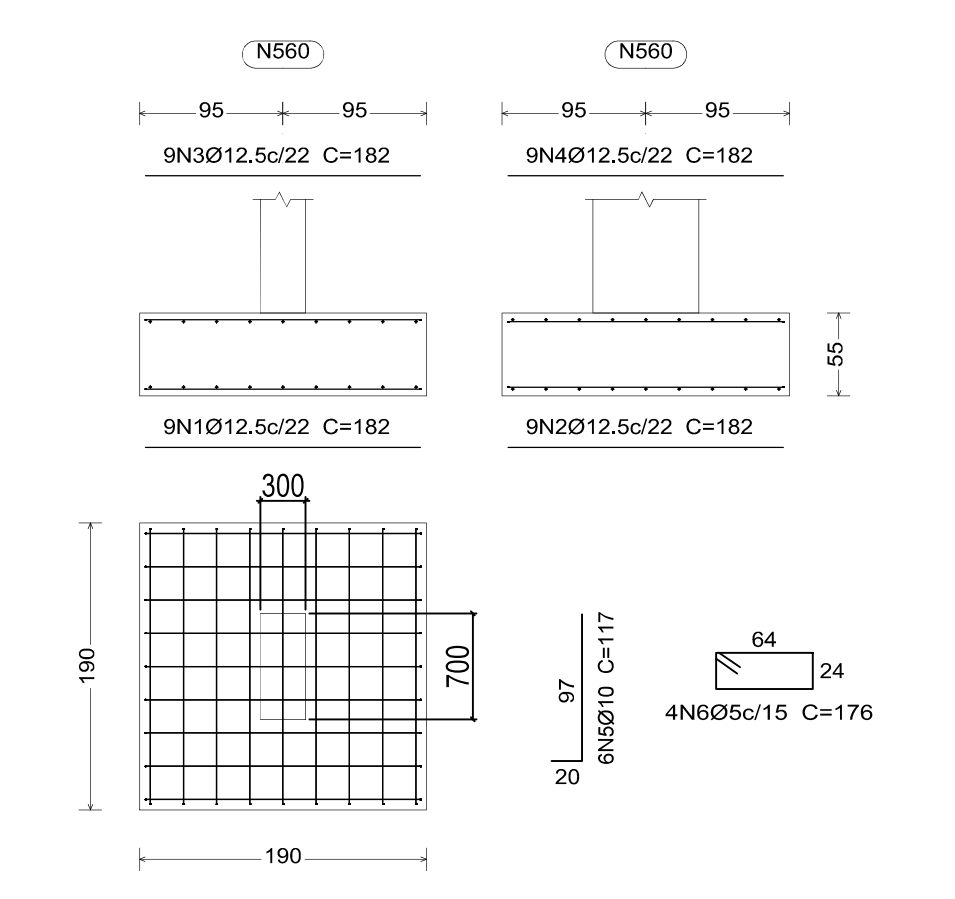 N560
N560
95 95
95 95
9N3Ø12.5c/22 C=182
9N4Ø12.5c/22 C=182
55
9N1Ø12.5c/22 C=182
9N2Ø12.5c/22 C=182
300
190
700
190
97
20
6N5Ø10 C=117
64
24
4N6Ø5c/15 C=176